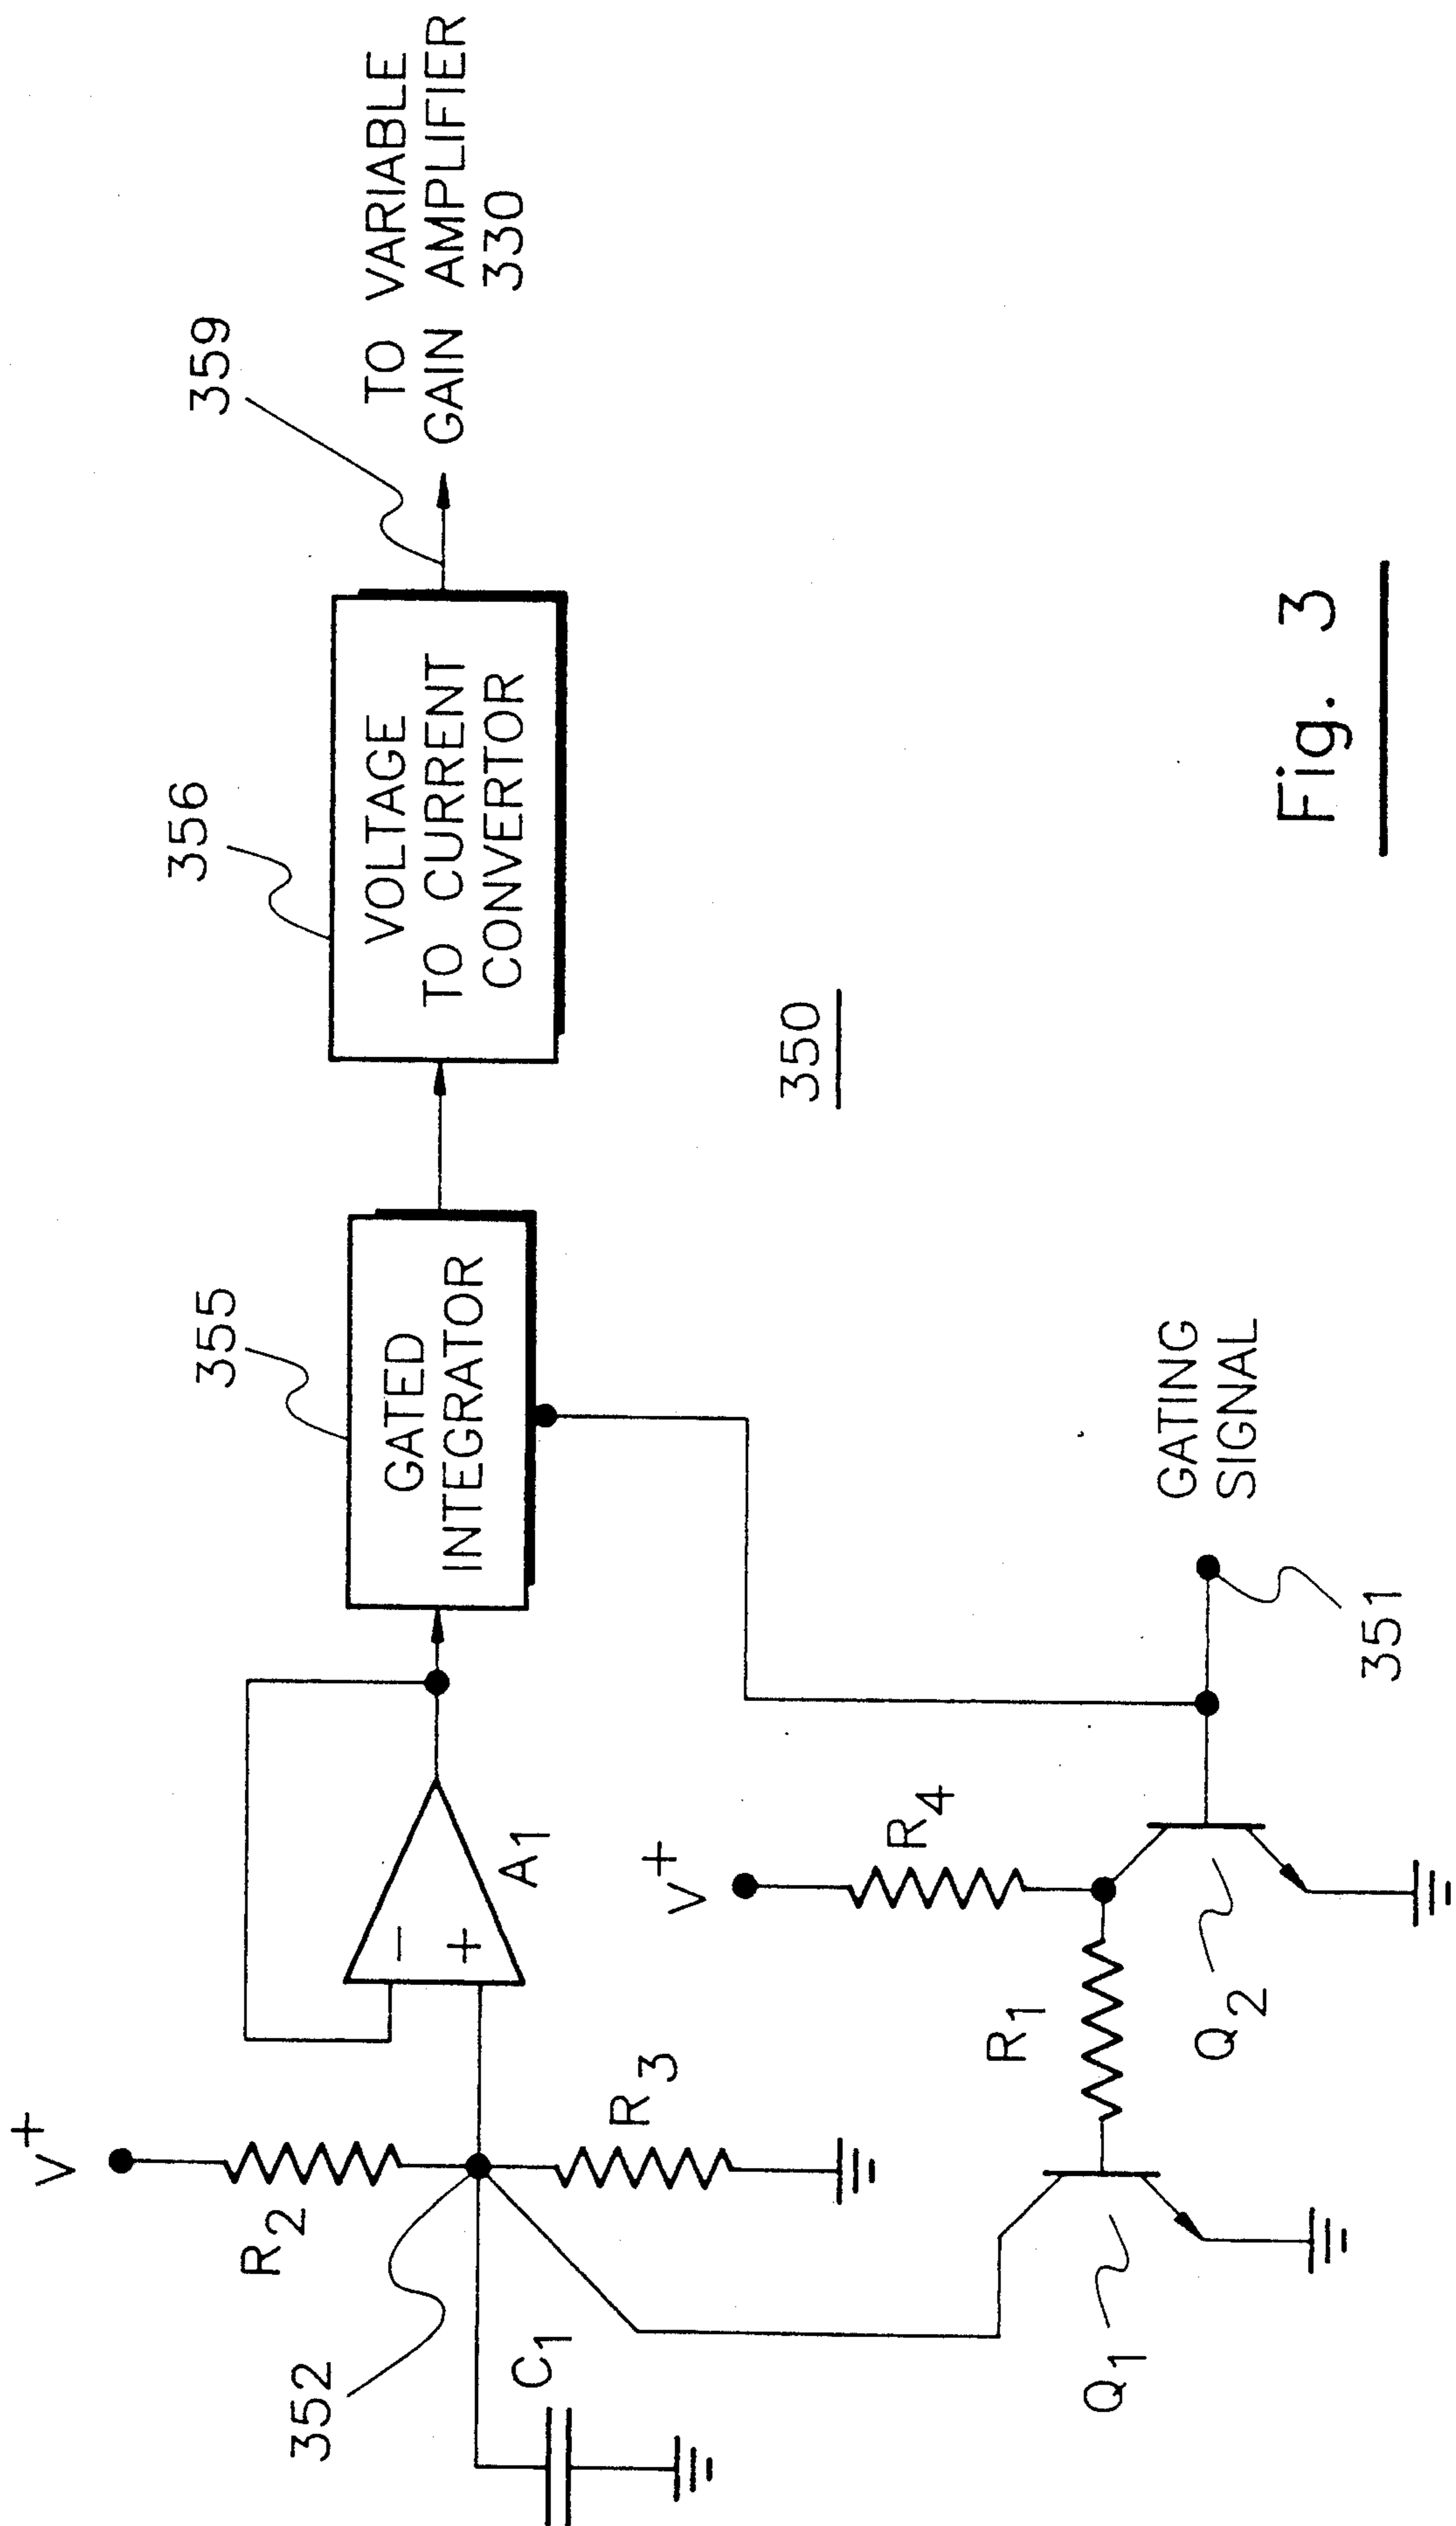 359
TO VARIABLE
GAIN AMPLIFIER
330
356
VOLTAGE
TO CURRENT
CONVERTOR
355
GATED
INTEGRATOR
A1
V+
R2
352
C1
R3
V+
R4
R1
Q1
Q2
GATING
SIGNAL
351
350
Fig. 3